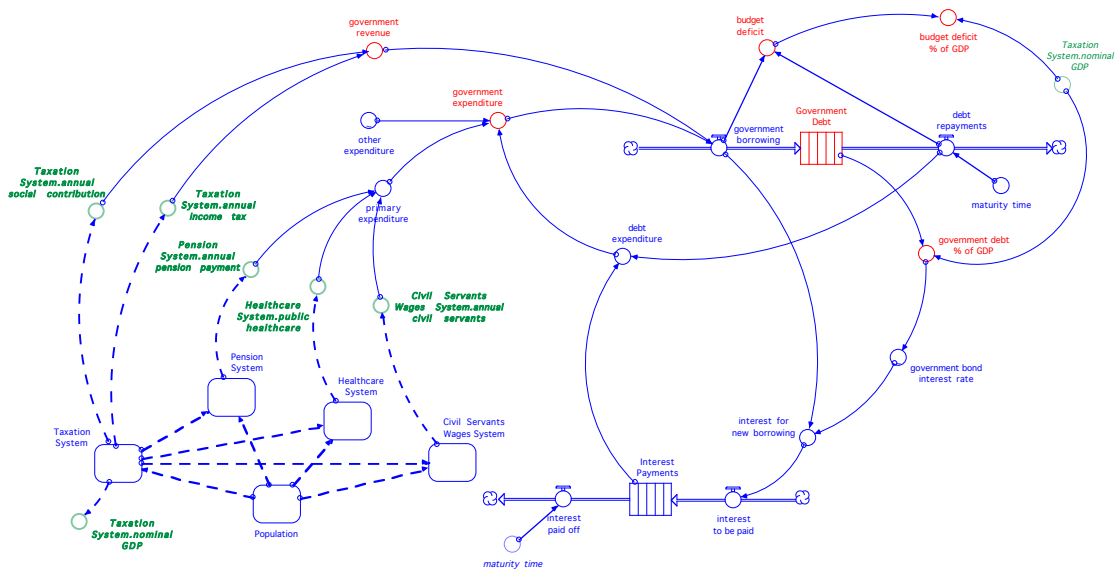 government
revenue
budget
deficit
budget deficit
% of GDP
Taxation
System.nominal
GDP
government
expenditure
Government
Debt
debt
repayments
other
expenditure
government
borrowing
Taxation
System.annual
social contribution
Taxation
System.annual
income tax
primary
expenditure
maturity time
Pension
System.annual
pension payment
debt
expenditure
government debt
% of GDP
Healthcare
System.public
healthcare
Civil Servants
Wages System.annual
civil servants
Pension
System
government bond
interest rate
Healthcare
System
Taxation
System
Civil Servants
Wages System
interest for
new borrowing
Interest
Payments
Taxation
System.nominal
GDP
Population
interest
paid off
interest
to be paid
maturity time